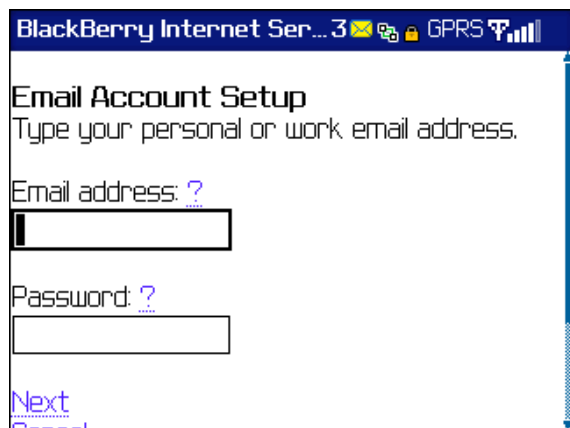 BlackBerry Internet Ser... 3 GPRS
Email Account Setup
Type your personal or work email address.
Email address: ?
Password: ?
Next
Cancel